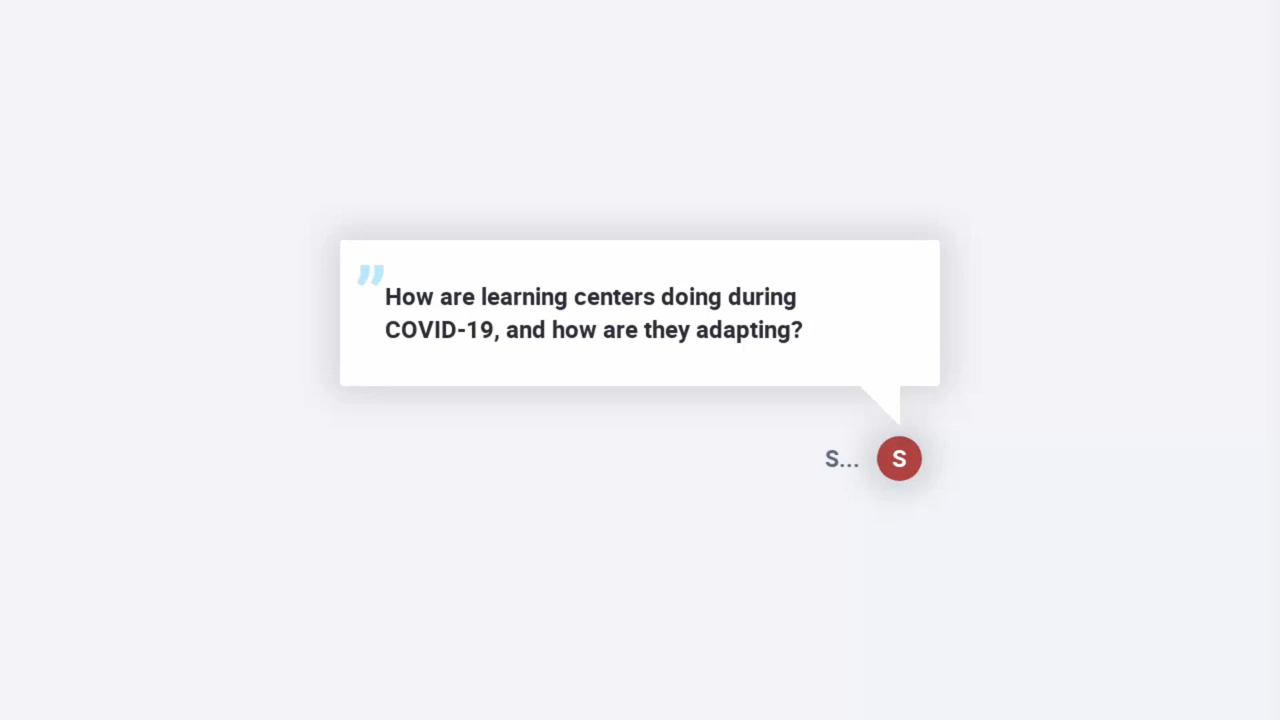 ”
How are learning centers doing during
COVID-19, and how are they adapting?
S... S